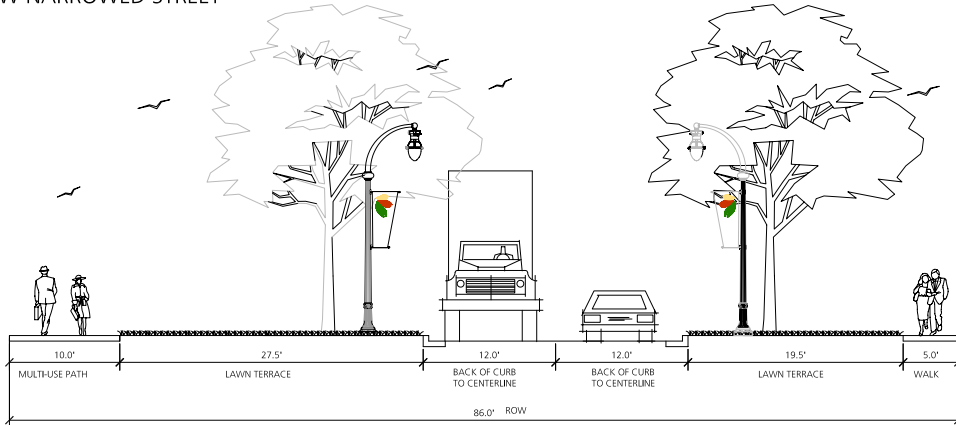 NARROWED STREET
10.0' 27.5' 12.0' 12.0' 19.5' 5.0'
MULTI-USE PATH LAWN TERRACE BACK OF CURB BACK OF CURB LAWN TERRACE WALK
TO CENTERLINE TO CENTERLINE
86.0' ROW